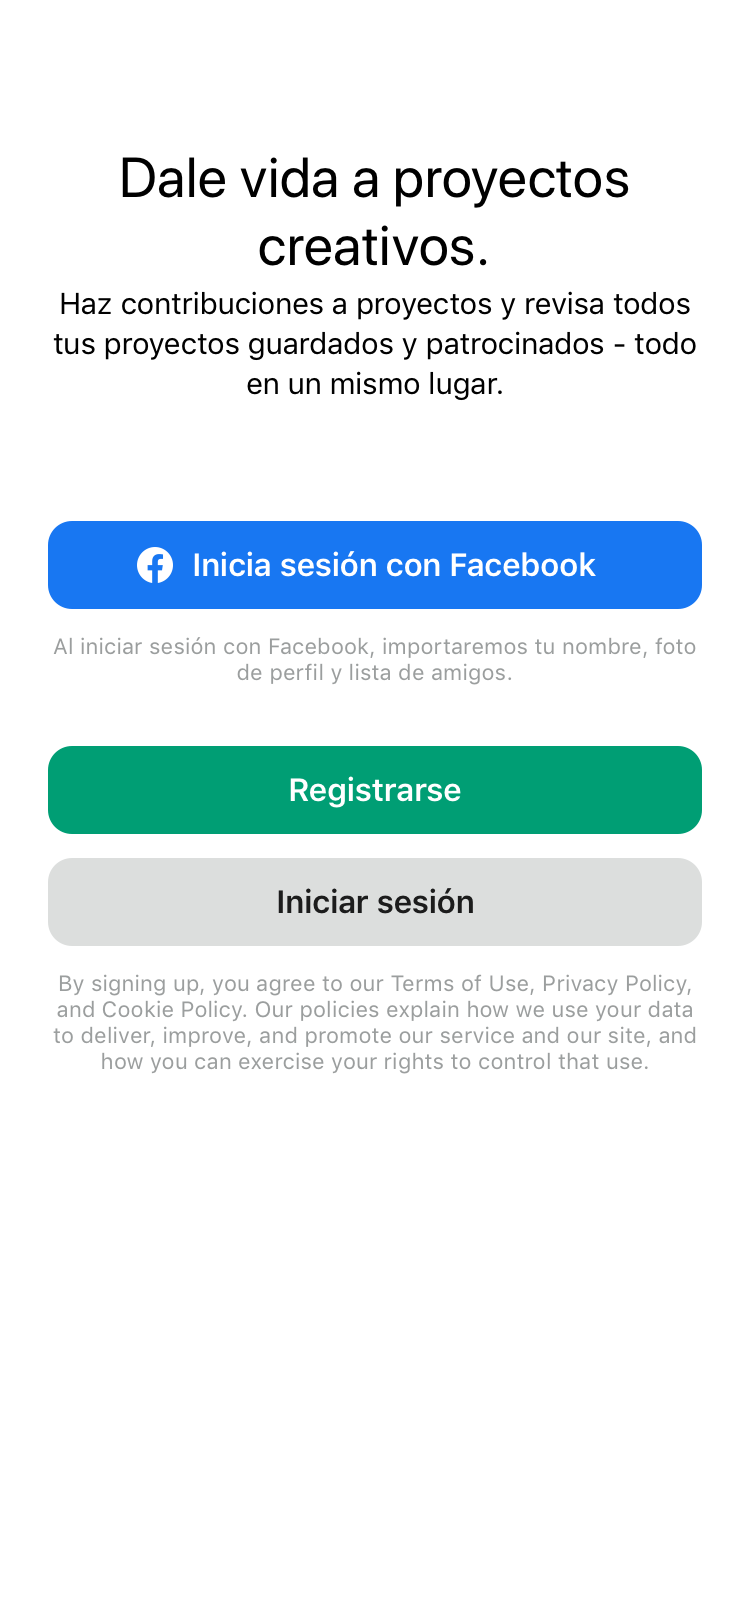 Dale vida a proyectos
creativos.
Haz contribuciones a proyectos y revisa todos
tus proyectos guardados y patrocinados - todo
en un mismo lugar.
Inicia sesión con Facebook
Al iniciar sesión con Facebook, importaremos tu nombre, foto
de perfil y lista de amigos.
Registrarse
Iniciar sesión
By signing up, you agree to our Terms of Use, Privacy Policy,
and Cookie Policy. Our policies explain how we use your data
to deliver, improve, and promote our service and our site, and
how you can exercise your rights to control that use.